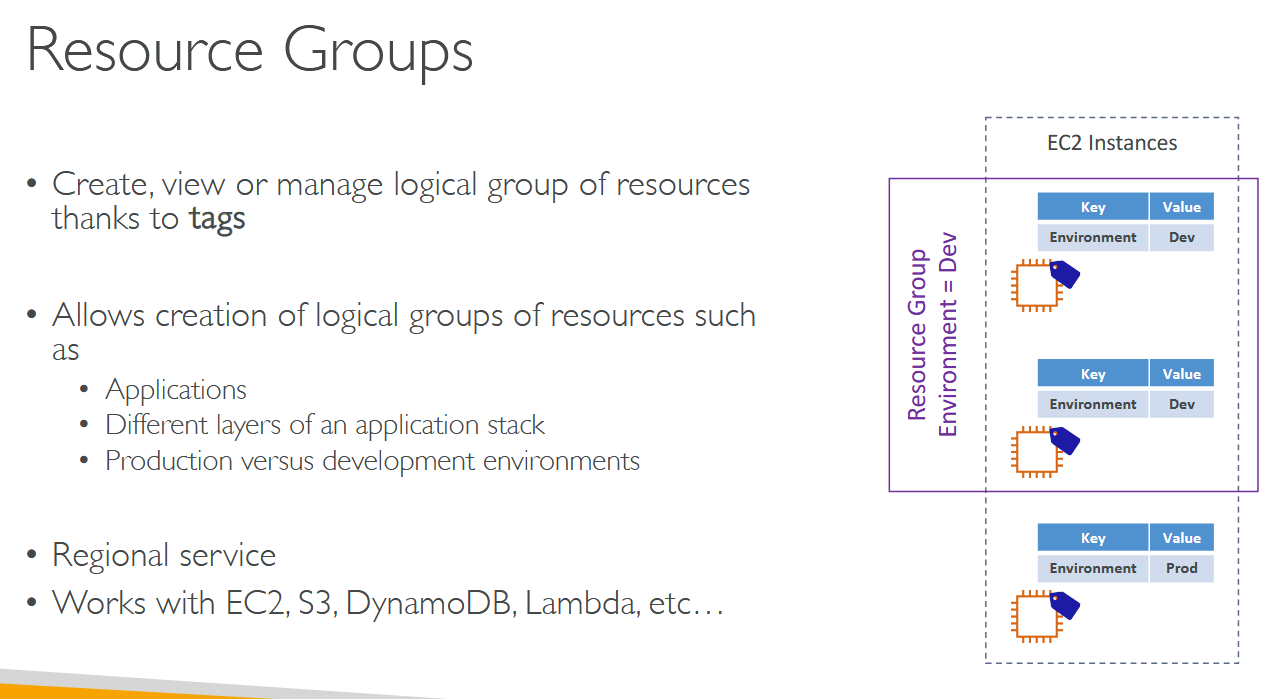 Resource Groups
• Create, view or manage logical group of resources
thanks to tags
• Allows creation of logical groups of resources such
as
• Applications
• Different layers of an application stack
• Production versus development environments
• Regional service
• Works with EC2, S3, DynamoDB, Lambda, etc…
EC2 Instances
Resource Group
Environment = Dev
Key Value
Environment Dev
Key Value
Environment Dev
Key Value
Environment Prod